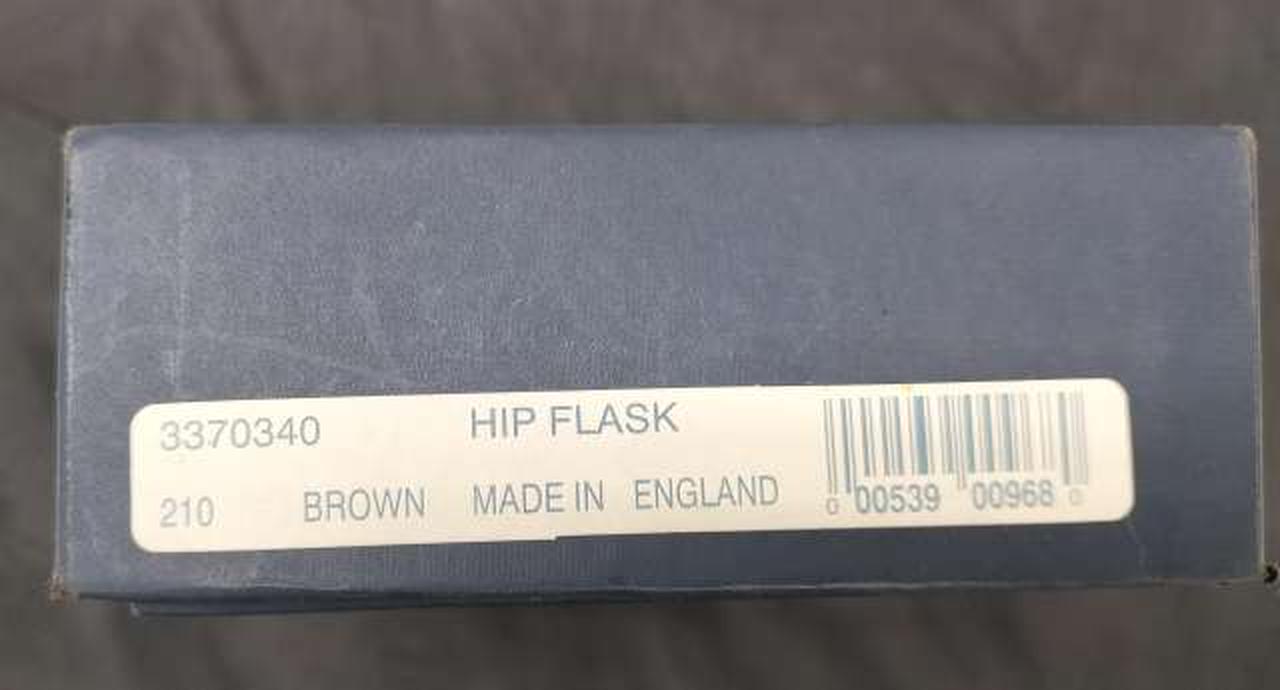 3370340 HIP FLASK
210 BROWN MADE IN ENGLAND
0 00539 00968 0